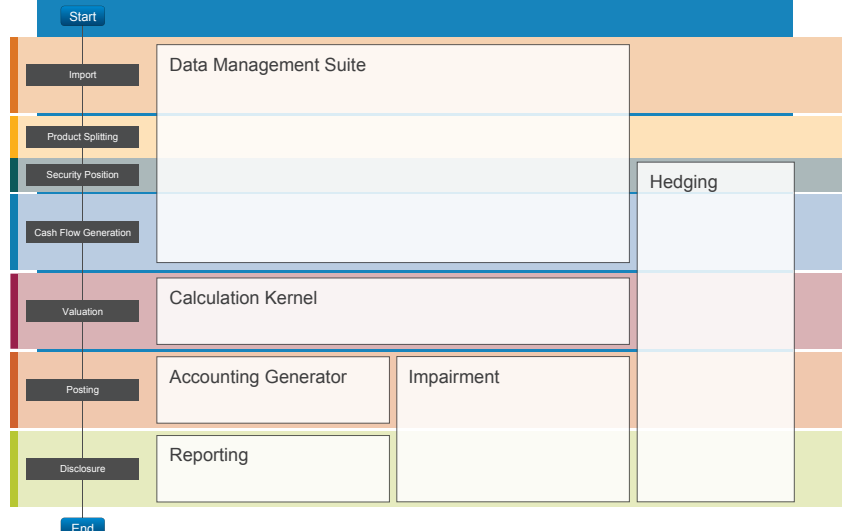 Start
Import
Data Management Suite
Product Splitting
Security Position
Hedging
Cash Flow Generation
Valuation
Calculation Kernel
Posting
Accounting Generator
Impairment
Disclosure
Reporting
End